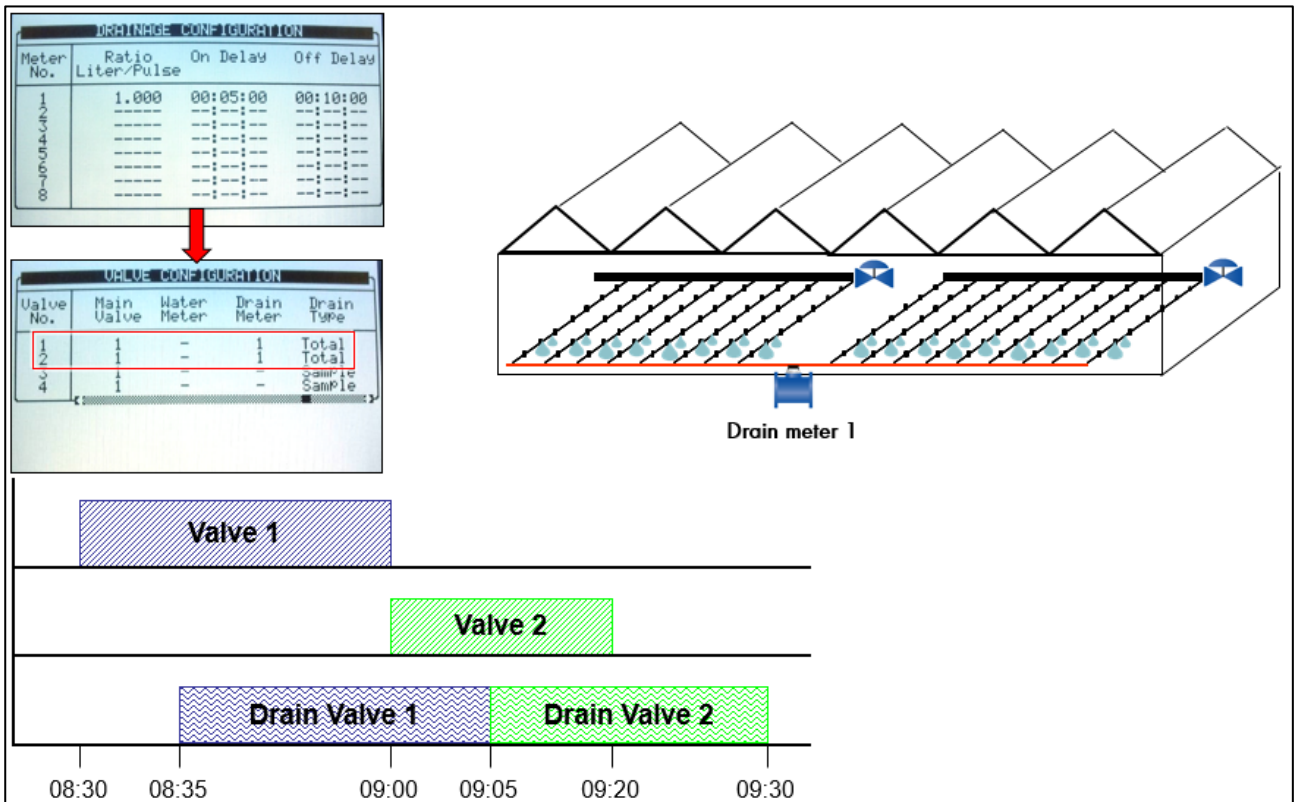 DRAINAGE CONFIGURATION
Meter No. Ratio Liter/Pulse On Delay Off Delay
1 1.000 00:05:00 00:10:00
2 ----- --:--:-- --:--:--
3 ----- --:--:-- --:--:--
4 ----- --:--:-- --:--:--
5 ----- --:--:-- --:--:--
6 ----- --:--:-- --:--:--
7 ----- --:--:-- --:--:--
8 ----- --:--:-- --:--:--
VALVE CONFIGURATION
Valve No. Main Valve Water Meter Drain Meter Drain Type
1 1 - 1 Total
2 1 - 1 Total
3 1 - - Sample
4 1 - - Sample
Drain meter 1
Valve 1
Valve 2
Drain Valve 1 Drain Valve 2
08:30 08:35 09:00 09:05 09:20 09:30